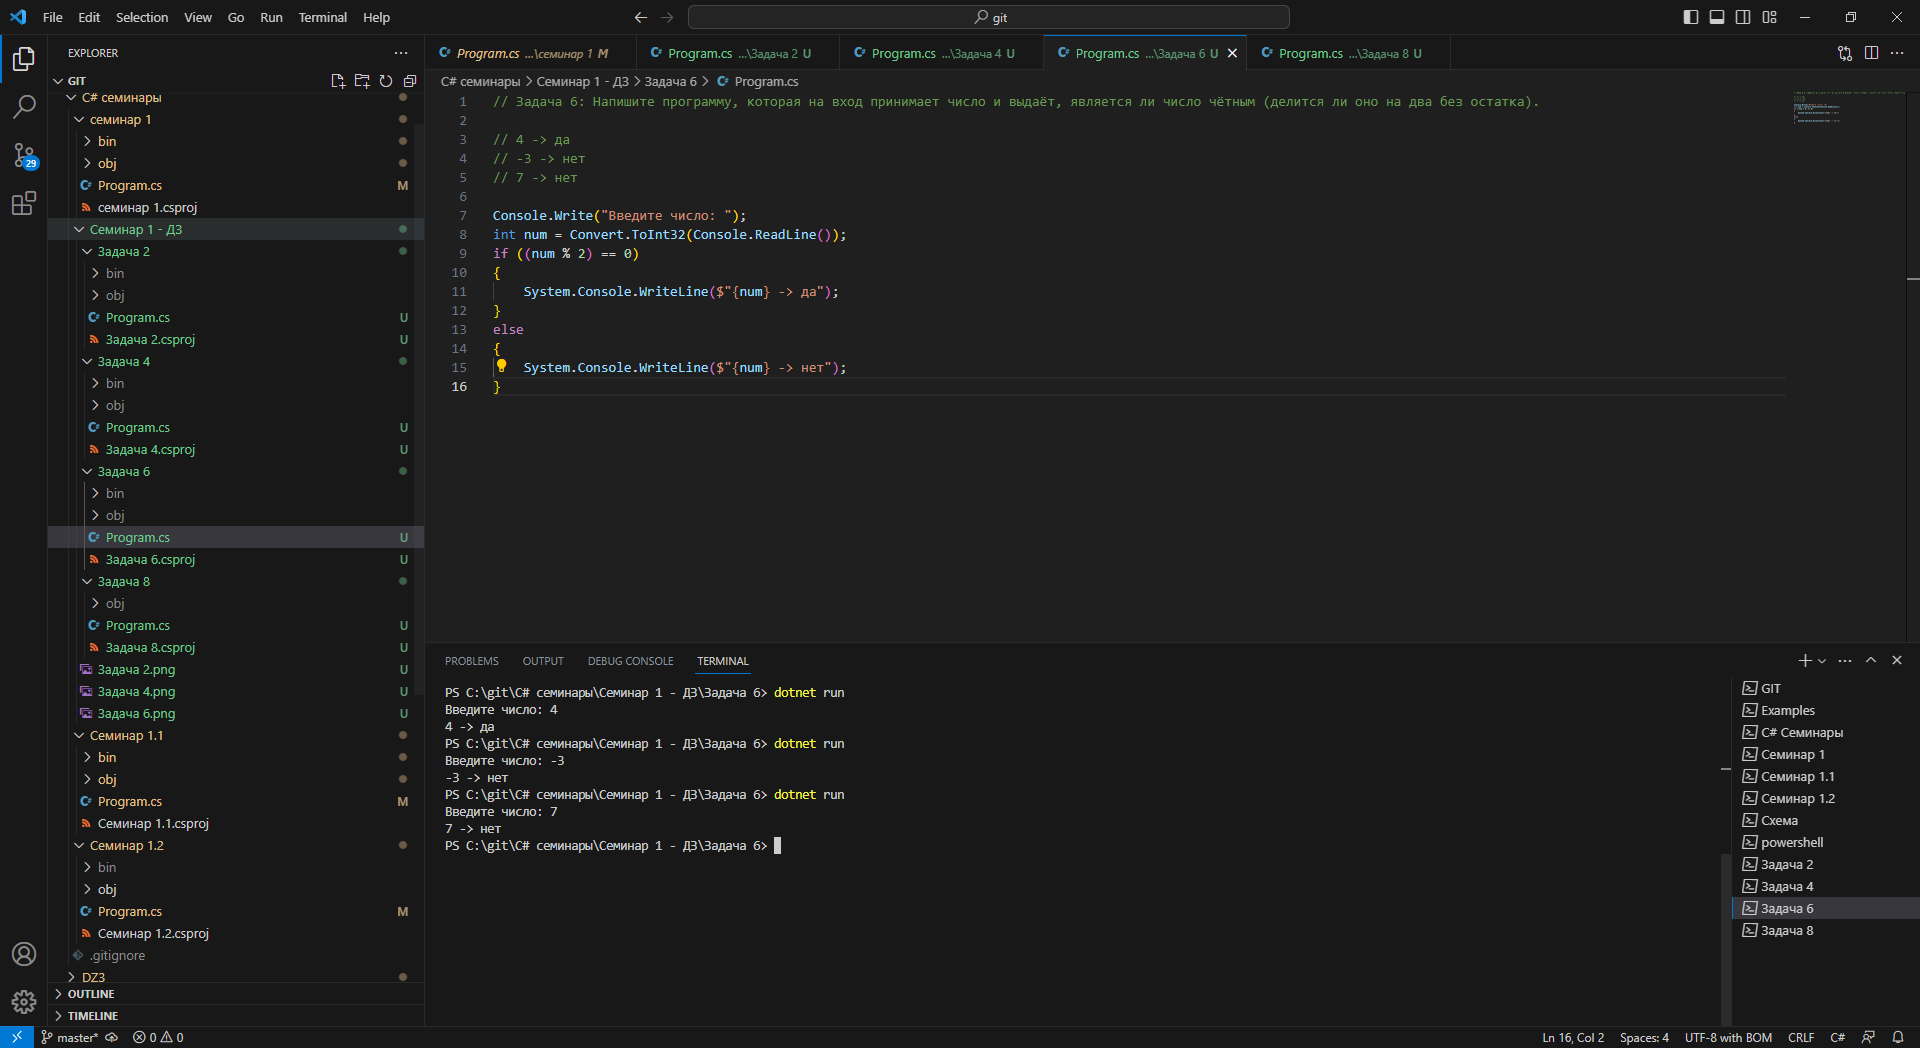 File Edit Selection View Go Run Terminal Help
git
EXPLORER
GIT
C# семинары
семинар 1
bin
obj
Program.cs M
семинар 1.csproj
Семинар 1 - ДЗ
Задача 2
bin
obj
Program.cs U
Задача 2.csproj U
Задача 4
bin
obj
Program.cs U
Задача 4.csproj U
Задача 6
bin
obj
Program.cs U
Задача 6.csproj U
Задача 8
obj
Program.cs U
Задача 8.csproj U
Задача 2.png U
Задача 4.png U
Задача 6.png U
Семинар 1.1
bin
obj
Program.cs M
Семинар 1.1.csproj
Семинар 1.2
bin
obj
Program.cs M
Семинар 1.2.csproj
.gitignore
DZ3
OUTLINE
TIMELINE
29
Program.cs ...\семинар 1 M
Program.cs ...\Задача 2 U
Program.cs ...\Задача 4 U
Program.cs ...\Задача 6 U
Program.cs ...\Задача 8 U
C# семинары > Семинар 1 - ДЗ > Задача 6 > Program.cs
1 // Задача 6: Напишите программу, которая на вход принимает число и выдаёт, является ли число чётным (делится ли оно на два без остатка).
2
3 // 4 -> да
4 // -3 -> нет
5 // 7 -> нет
6
7 Console.Write("Введите число: ");
8 int num = Convert.ToInt32(Console.ReadLine());
9 if ((num % 2) == 0)
10 {
11 System.Console.WriteLine($"{num} -> да");
12 }
13 else
14 {
15 System.Console.WriteLine($"{num} -> нет");
16 }
PROBLEMS OUTPUT DEBUG CONSOLE TERMINAL
PS C:\git\C# семинары\Семинар 1 - ДЗ\Задача 6> dotnet run
Введите число: 4
4 -> да
PS C:\git\C# семинары\Семинар 1 - ДЗ\Задача 6> dotnet run
Введите число: -3
-3 -> нет
PS C:\git\C# семинары\Семинар 1 - ДЗ\Задача 6> dotnet run
Введите число: 7
7 -> нет
PS C:\git\C# семинары\Семинар 1 - ДЗ\Задача 6>
GIT
Examples
C# Семинары
Семинар 1
Семинар 1.1
Семинар 1.2
Схема
powershell
Задача 2
Задача 4
Задача 6
Задача 8
master* 0 0
Ln 16, Col 2 Spaces: 4 UTF-8 with BOM CRLF C#